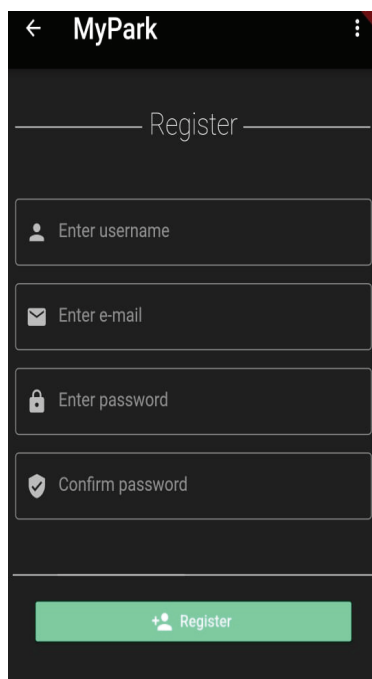 MyPark
Register
Enter username
Enter e-mail
Enter password
Confirm password
Register